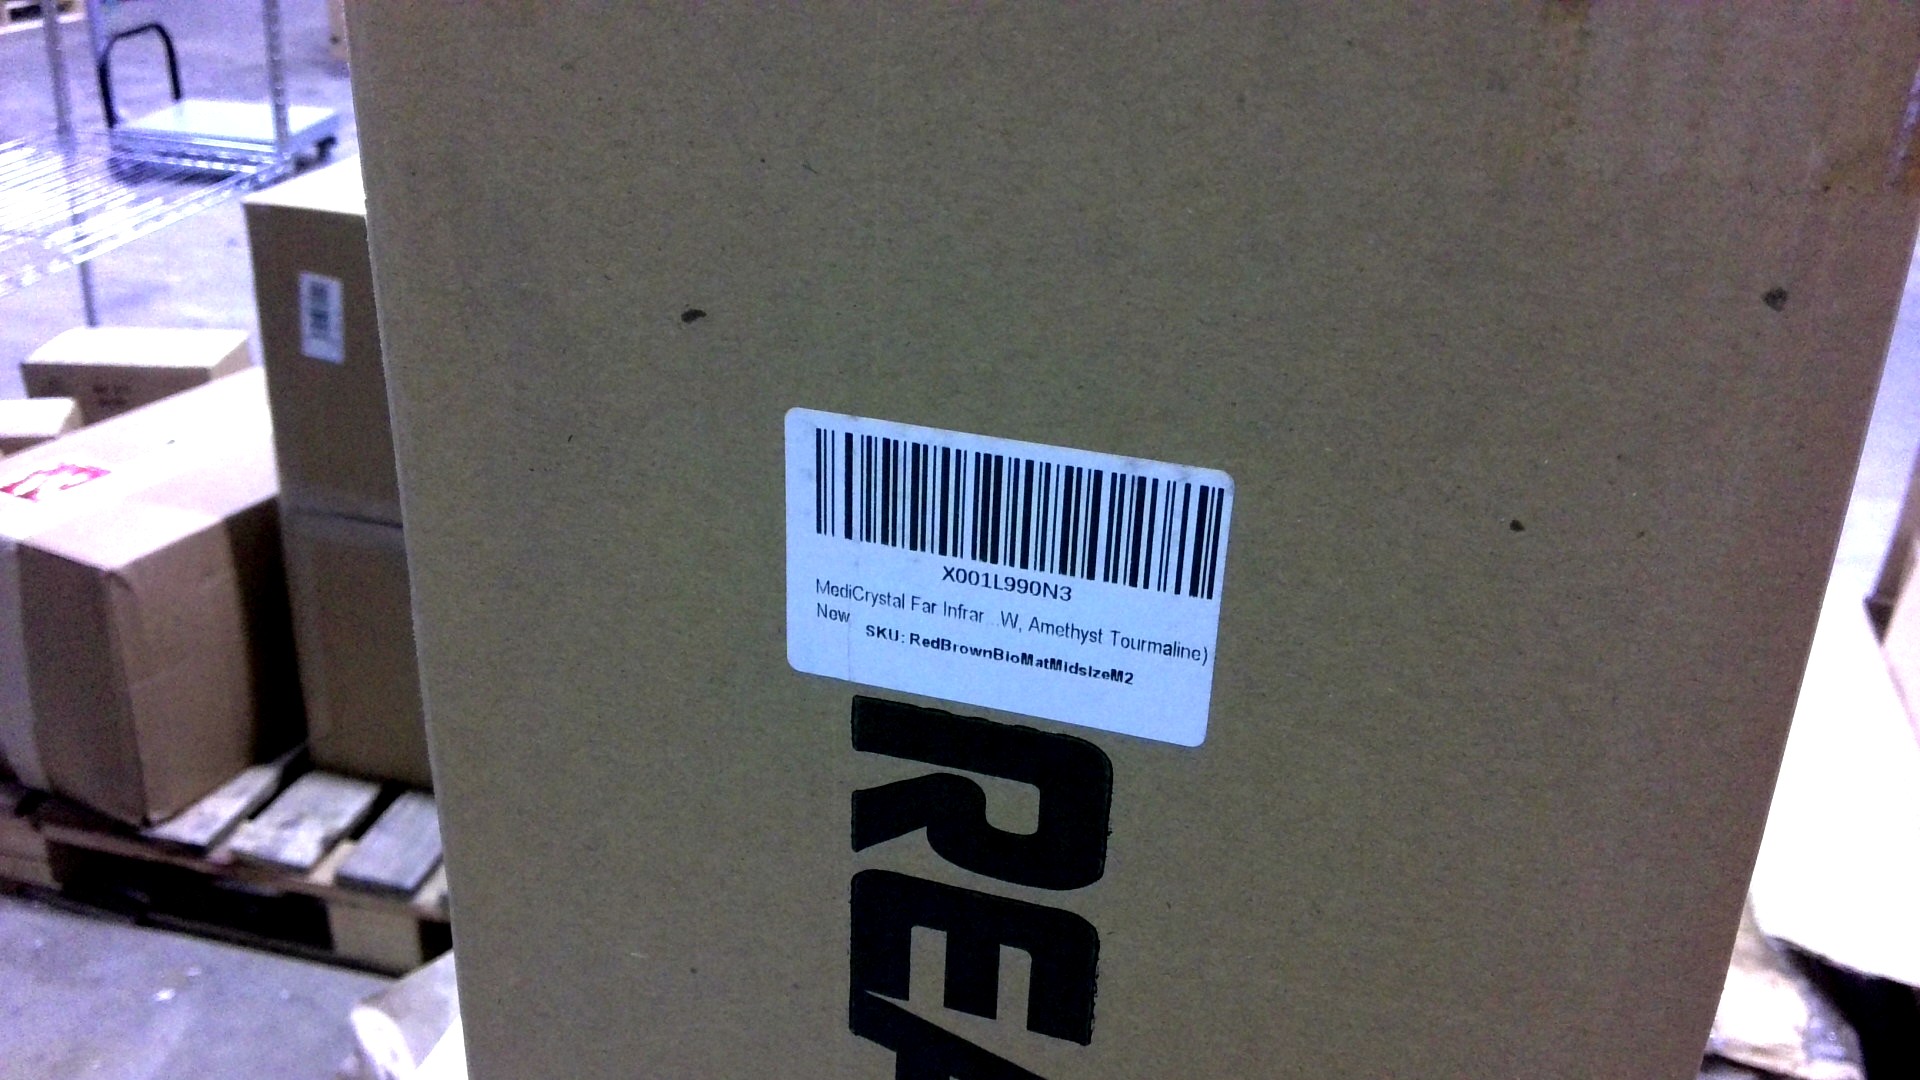 X001L990N3
MediCrystal Far Infrar...W, Amethyst Tourmaline)
New
SKU: RedBrownBioMatMidsizeM2
REA